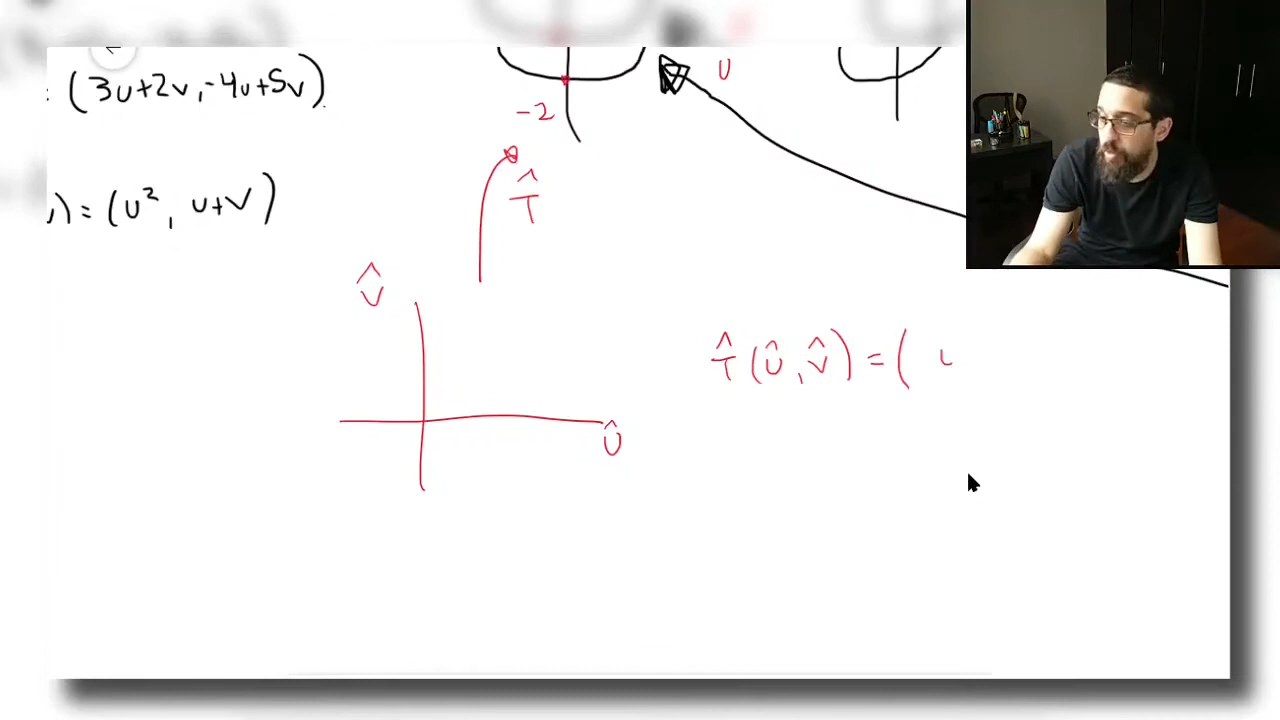 = (3u+2v, -4u+5v)
u
-2
T̂
) = (u², u+v)
v̂
T̂(û, v̂) = ( u
û